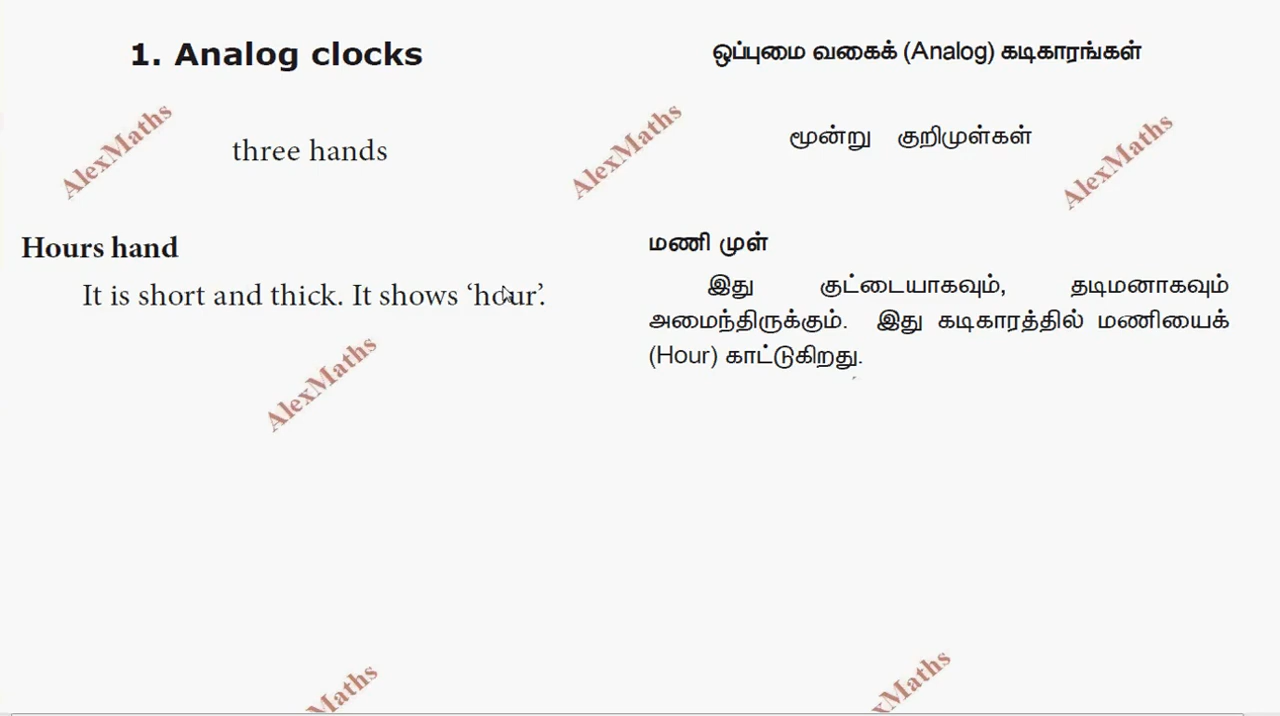 1. Analog clocks
ஒப்புமை வகைக் (Analog) கடிகாரங்கள்
AlexMaths
AlexMaths
AlexMaths
three hands
மூன்று குறிமுள்கள்
Hours hand
It is short and thick. It shows ‘hour’.
மணி முள்
இது குட்டையாகவும், தடிமனாகவும்
அமைந்திருக்கும். இது கடிகாரத்தில் மணியைக்
(Hour) காட்டுகிறது.
AlexMaths
AlexMaths
AlexMaths